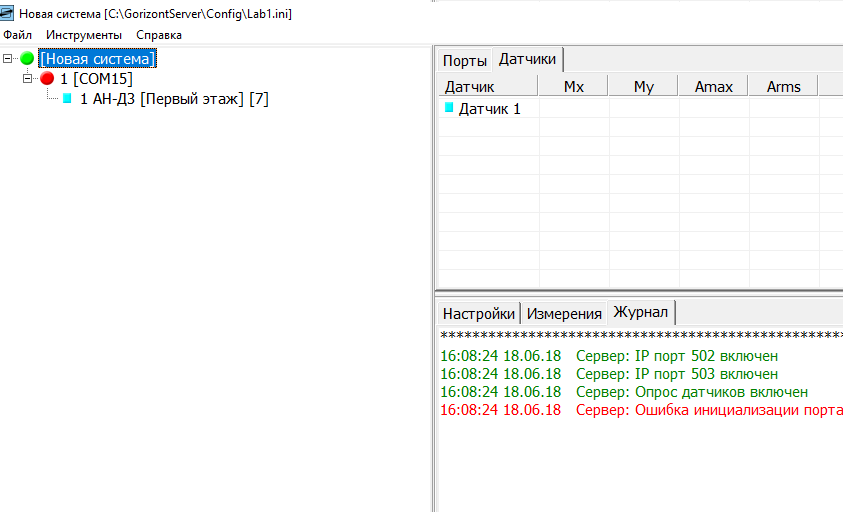 Новая система [C:\GorizontServer\Config\Lab1.ini]
Файл Инструменты Справка
[Новая система]
1 [COM15]
1 АН-Д3 [Первый этаж] [7]
Порты Датчики
Датчик Mx My Amax Arms
Датчик 1
Настройки Измерения Журнал
****************************************************
16:08:24 18.06.18 Сервер: IP порт 502 включен
16:08:24 18.06.18 Сервер: IP порт 503 включен
16:08:24 18.06.18 Сервер: Опрос датчиков включен
16:08:24 18.06.18 Сервер: Ошибка инициализации порта